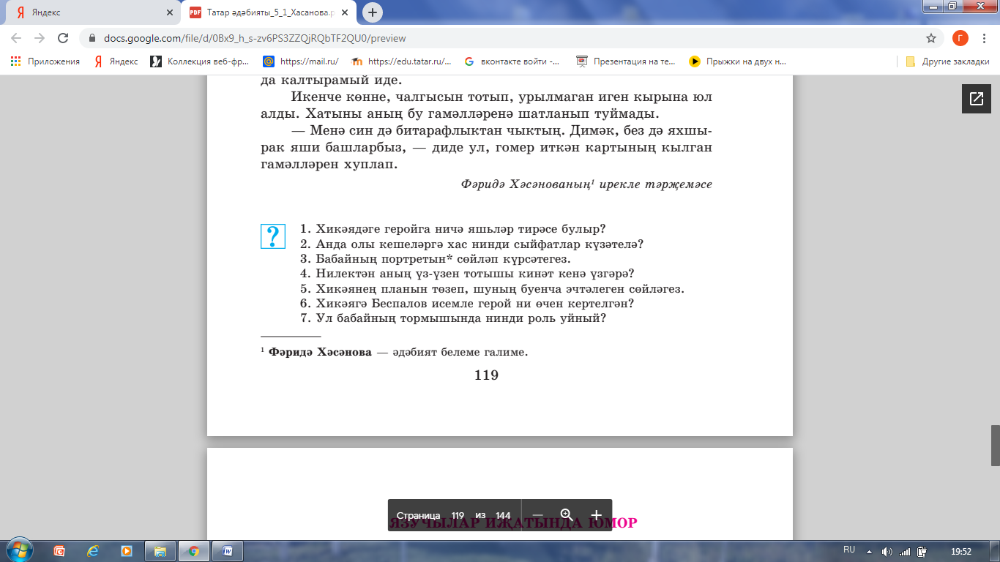 Яндекс
Татар әдәбияты_5_1_Хасанова.p
docs.google.com/file/d/0Bx9_h_s-zv6PS3ZZQjRQbTF2QU0/preview
Г
Приложения
Яндекс
Коллекция веб-фр...
https://mail.ru/
https://edu.tatar.ru/...
вконтакте войти -...
Презентация на те...
Прыжки на двух н...
Другие закладки
да калтырамый иде.
Икенче көнне, чалгысын тотып, урылмаган иген кырына юл
алды. Хатыны аның бу гамәлләренә шатланып туймады.
— Менә син дә битарафлыктан чыктың. Димәк, без дә яхшы-
рак яши башларбыз, — диде ул, гомер иткән картының кылган
гамәлләрен хуплап.
Фәридә Хәсәнованың¹ ирекле тәрҗемәсе
?
1. Хикәядәге геройга ничә яшьләр тирәсе булыр?
2. Анда олы кешеләргә хас нинди сыйфатлар күзәтелә?
3. Бабайның портретын* сөйләп күрсәтегез.
4. Нилектән аның үз-үзен тотышы кинәт кенә үзгәрә?
5. Хикәянең планын төзеп, шуның буенча эчтәлеген сөйләгез.
6. Хикәягә Беспалов исемле герой ни өчен кертелгән?
7. Ул бабайның тормышында нинди роль уйный?
¹ Фәридә Хәсәнова — әдәбият белеме галиме.
119
Страница 119 из 144
ЯЗУЧЫЛАР ИҖАТЫНДА ЮМОР
RU
19:52